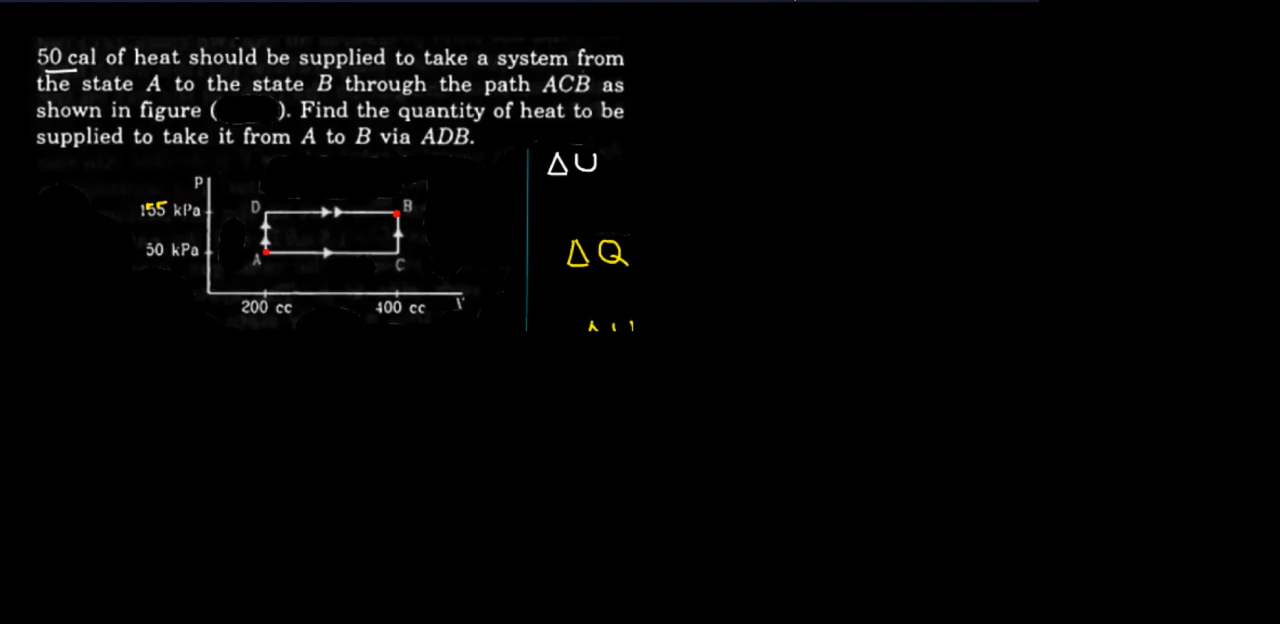 50 cal of heat should be supplied to take a system from
the state A to the state B through the path ACB as
shown in figure ( ). Find the quantity of heat to be
supplied to take it from A to B via ADB.
ΔU
P
155 kPa
D
B
50 kPa
A
C
ΔQ
200 cc
400 cc
V